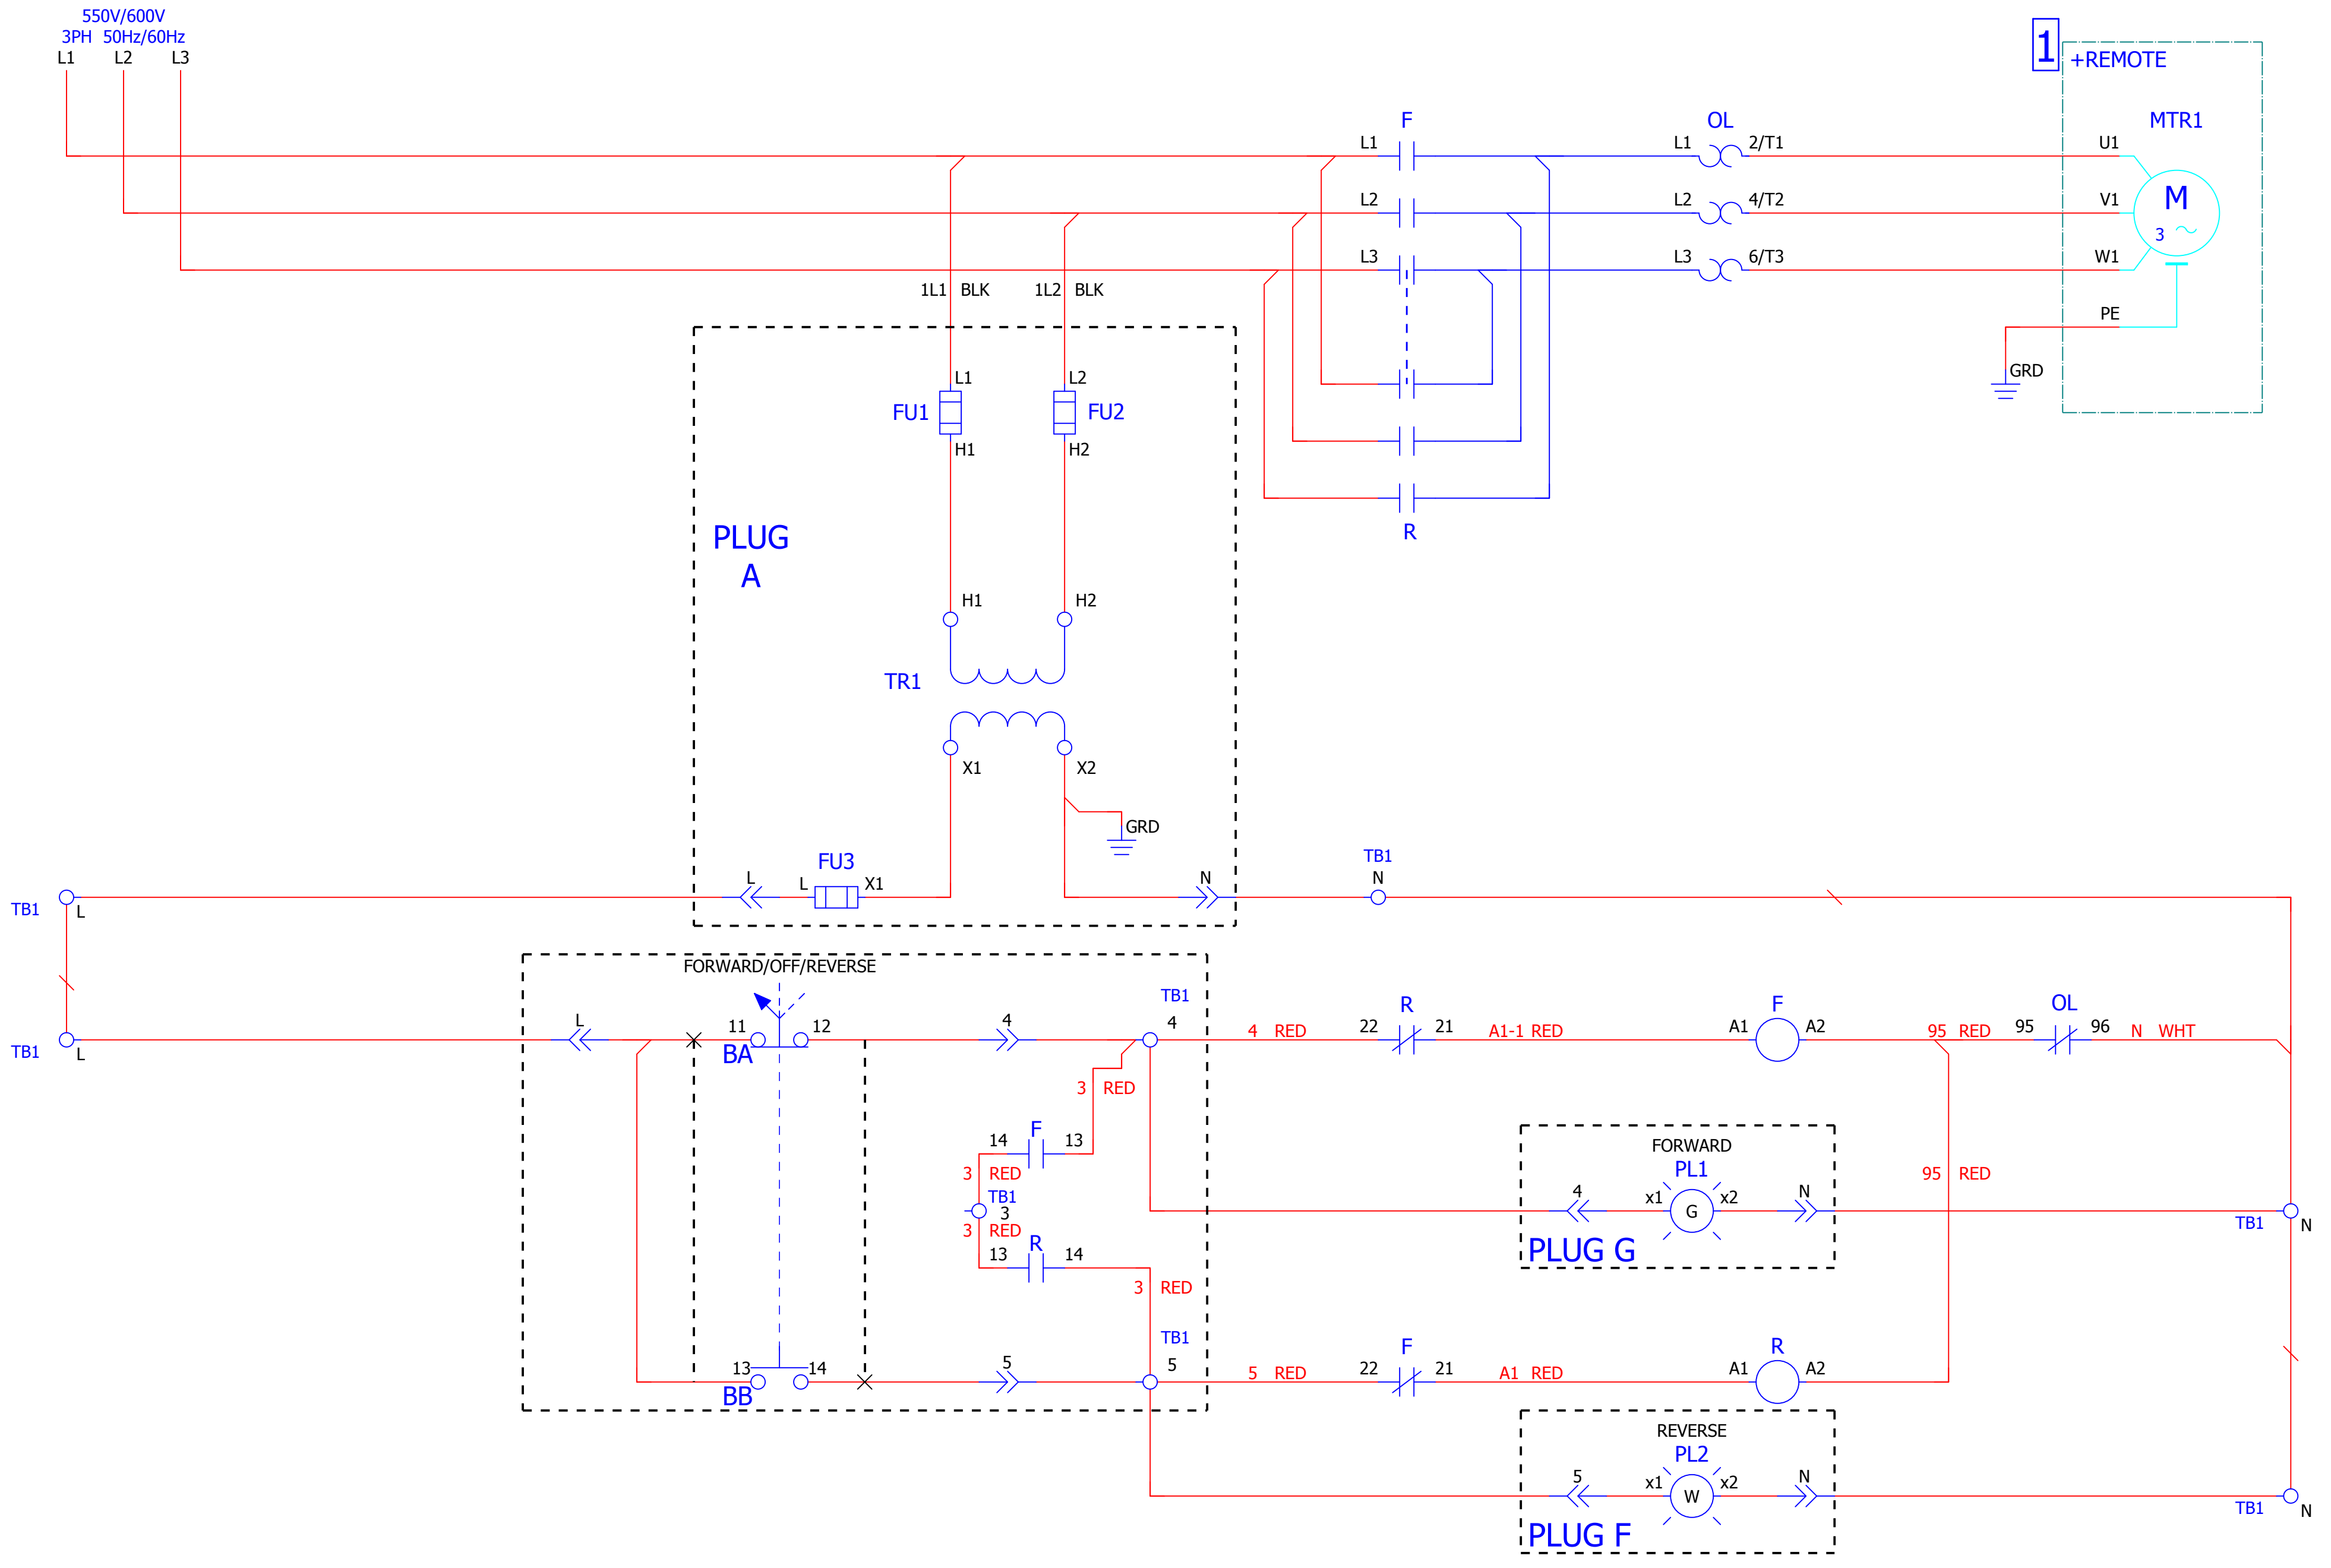 550V/600V
3PH 50Hz/60Hz
L1 L2 L3
1
+REMOTE
F OL MTR1
L1 L1 2/T1 U1
L2 L2 4/T2 V1
M
3
L3 L3 6/T3 W1
1L1 BLK 1L2 BLK
PE
GRD
L1 L2
FU1 FU2
H1 H2
R
PLUG
A
H1 H2
TR1
X1 X2
GRD
FU3 TB1
L L X1 N N
TB1 L
FORWARD/OFF/REVERSE
TB1 R F OL
L 11 12 4 4
4 RED 22 21 A1-1 RED A1 A2 95 RED 95 96 N WHT
TB1 L BA
3 RED
F
14 13
FORWARD
PL1
3 RED 95 RED
TB1
3
4 x1 x2 N
G
TB1 N
3 RED
R
13 14
PLUG G
3 RED
TB1 F R
13 14 5 5
5 RED 22 21 A1 RED A1 A2
BB
REVERSE
PL2
5 x1 x2 N
W
TB1 N
PLUG F